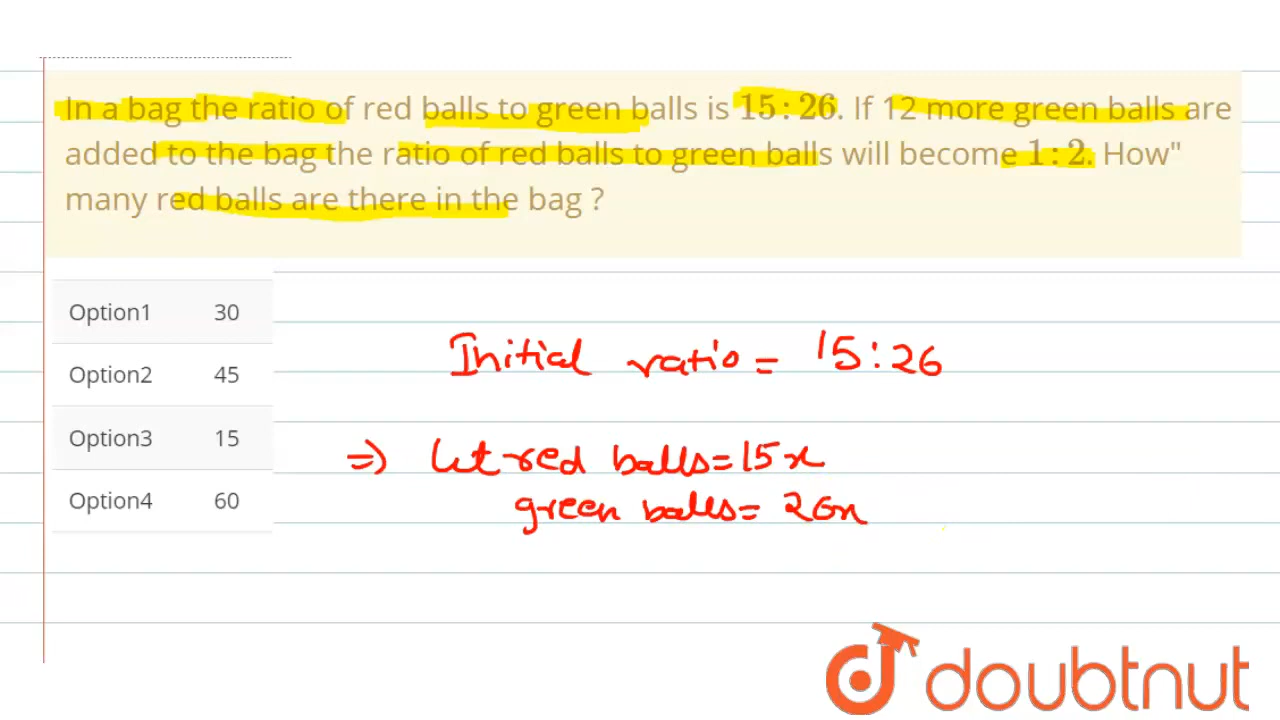 In a bag the ratio of red balls to green balls is 15 : 26. If 12 more green balls are
added to the bag the ratio of red balls to green balls will become 1 : 2. How"
many red balls are there in the bag ?
Option1 30
Option2 45
Option3 15
Option4 60
Initial ratio = 15 : 26
⇒ let red balls = 15x
green balls = 26x
doubtnut